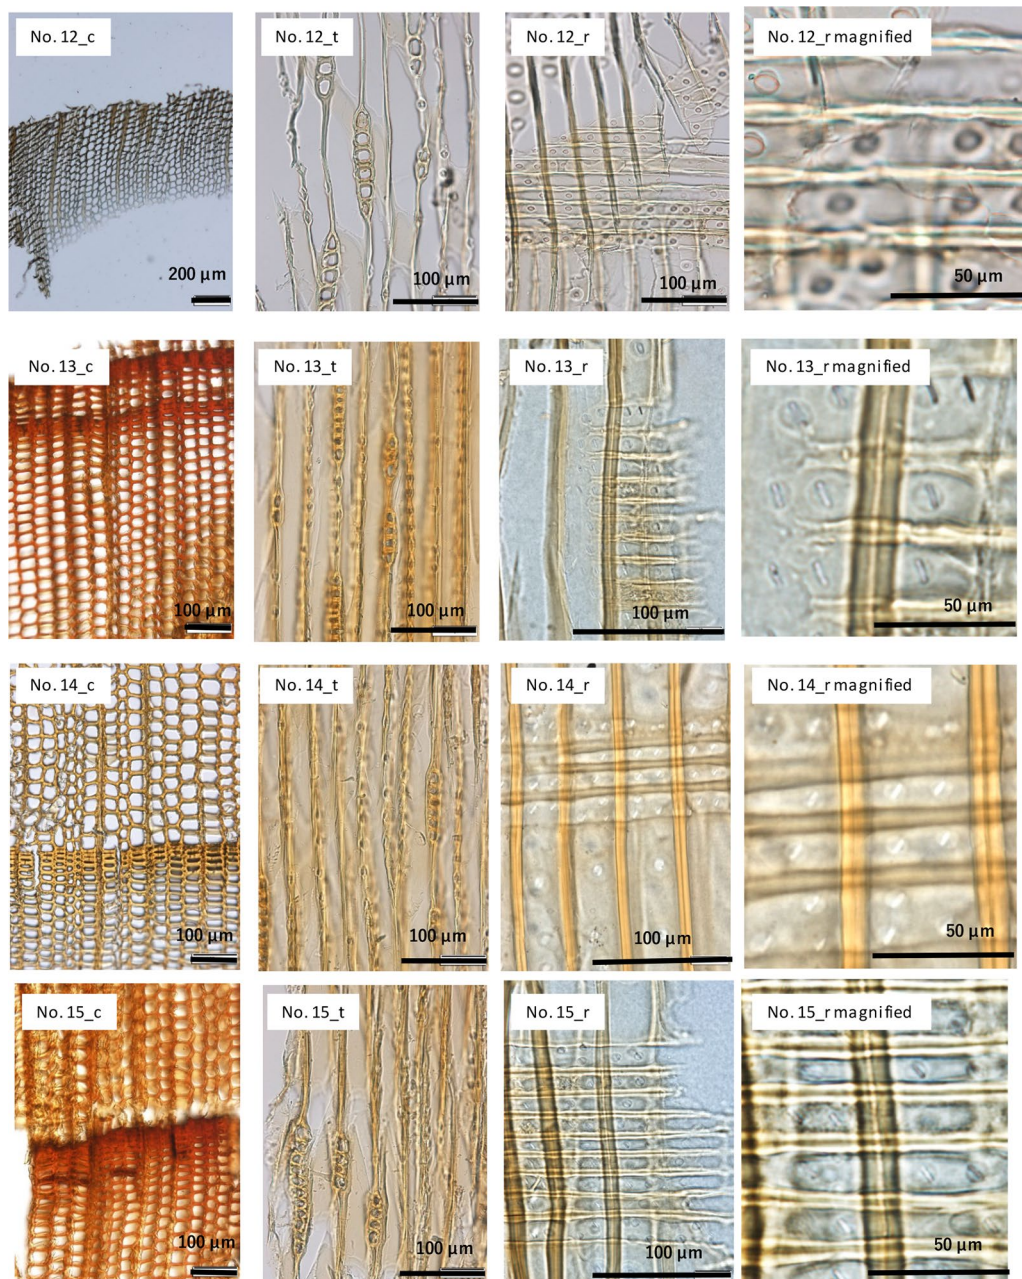 No. 12_c
No. 12_t
No. 12_r
No. 12_r magnified
200 µm
100 µm
100 µm
50 µm
No. 13_c
No. 13_t
No. 13_r
No. 13_r magnified
100 µm
100 µm
100 µm
50 µm
No. 14_c
No. 14_t
No. 14_r
No. 14_r magnified
100 µm
100 µm
100 µm
50 µm
No. 15_c
No. 15_t
No. 15_r
No. 15_r magnified
100 µm
100 µm
100 µm
50 µm